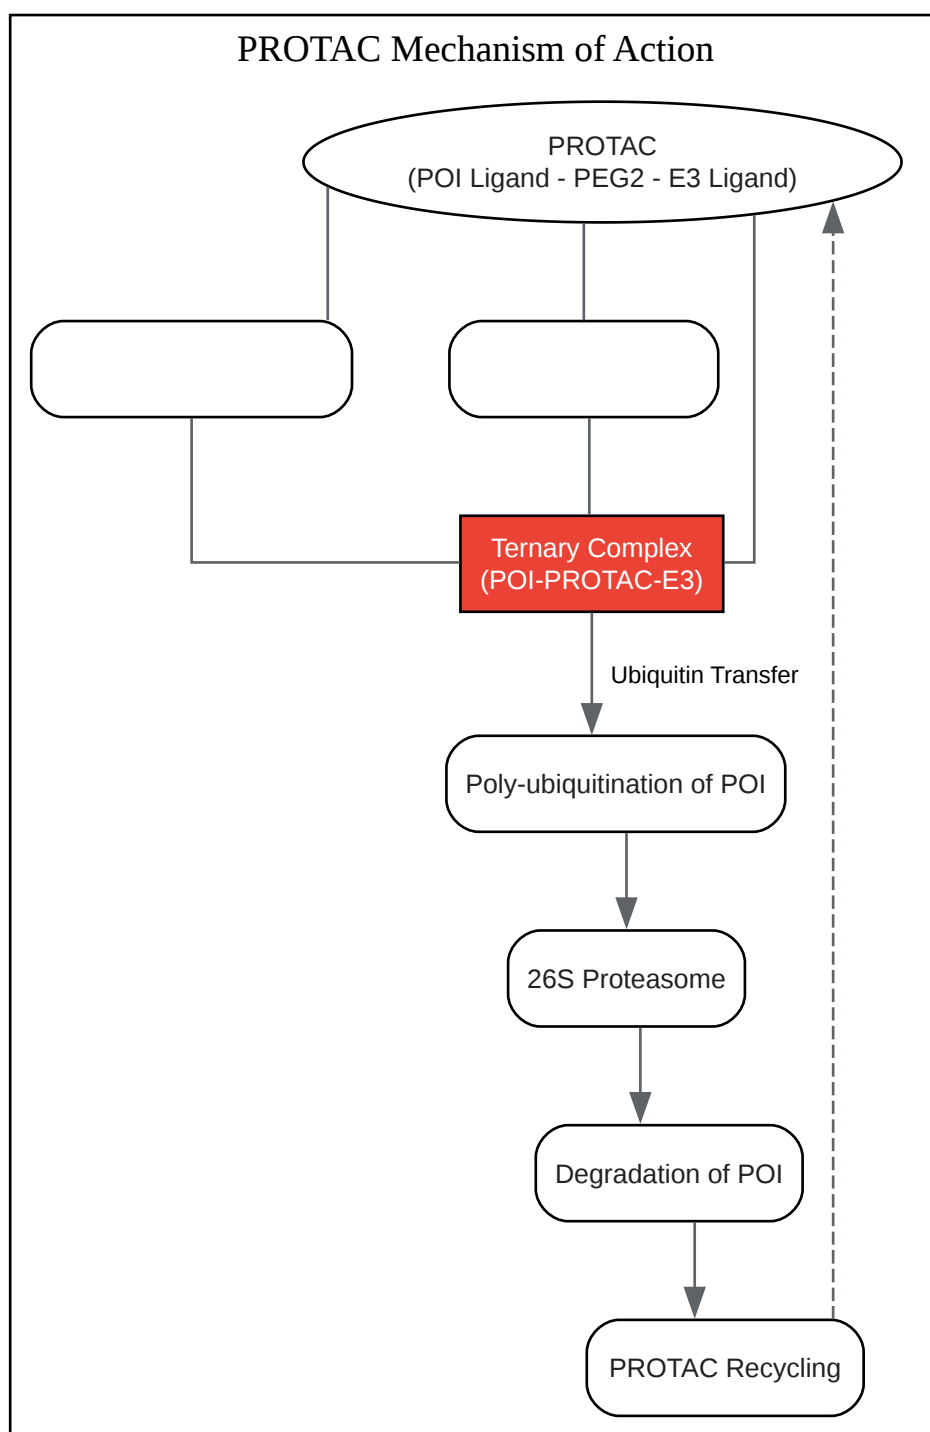 PROTAC Mechanism of Action
PROTAC
(POI Ligand - PEG2 - E3 Ligand)
Ternary Complex
(POI-PROTAC-E3)
Ubiquitin Transfer
Poly-ubiquitination of POI
26S Proteasome
Degradation of POI
PROTAC Recycling